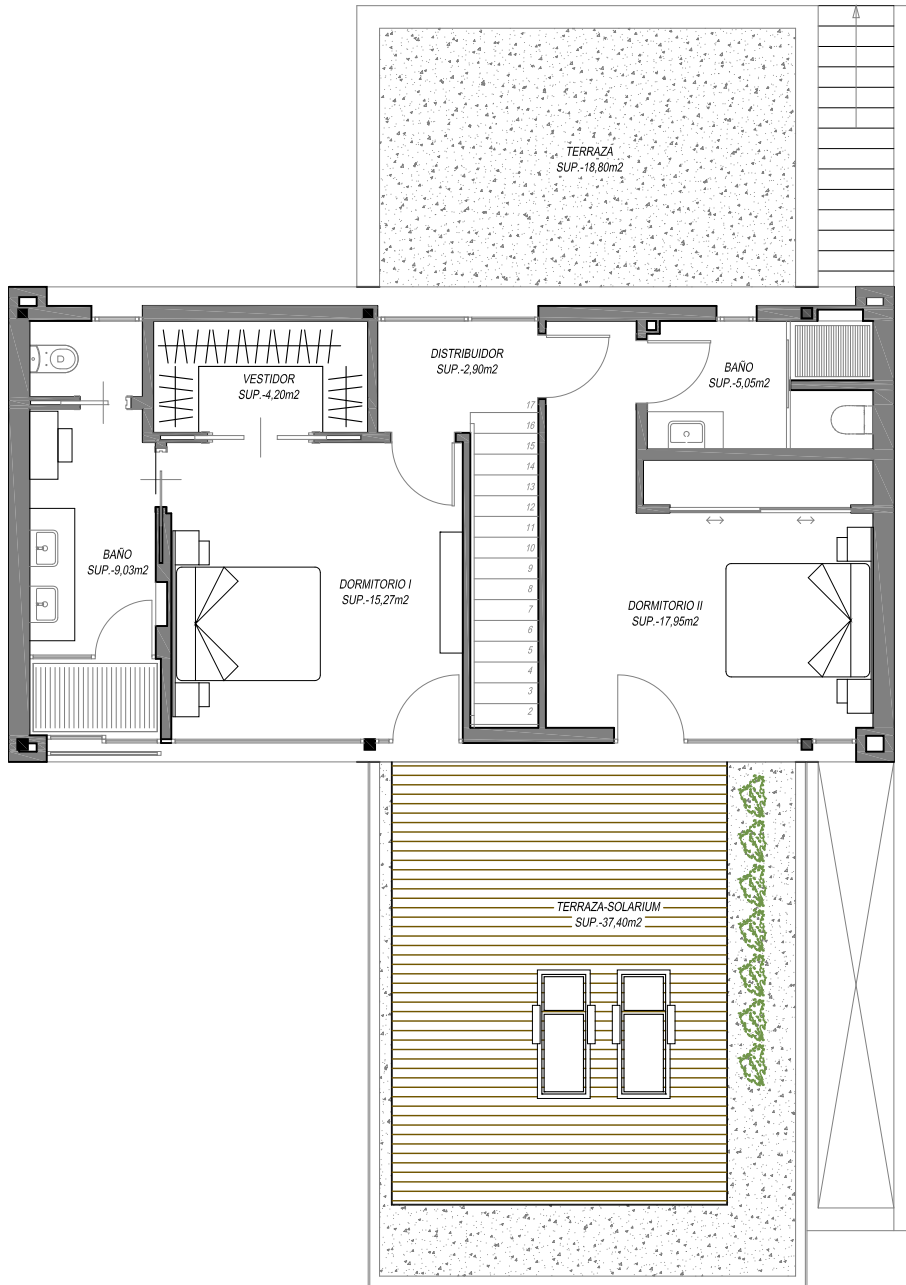 TERRAZA
SUP.-18,80m2
DISTRIBUIDOR
SUP.-2,90m2
BAÑO
SUP.-5,05m2
VESTIDOR
SUP.-4,20m2
17
16
15
14
13
12
11
10
9
8
7
6
5
4
3
2
BAÑO
SUP.-9,03m2
DORMITORIO I
SUP.-15,27m2
DORMITORIO II
SUP.-17,95m2
TERRAZA-SOLARIUM
SUP.-37,40m2